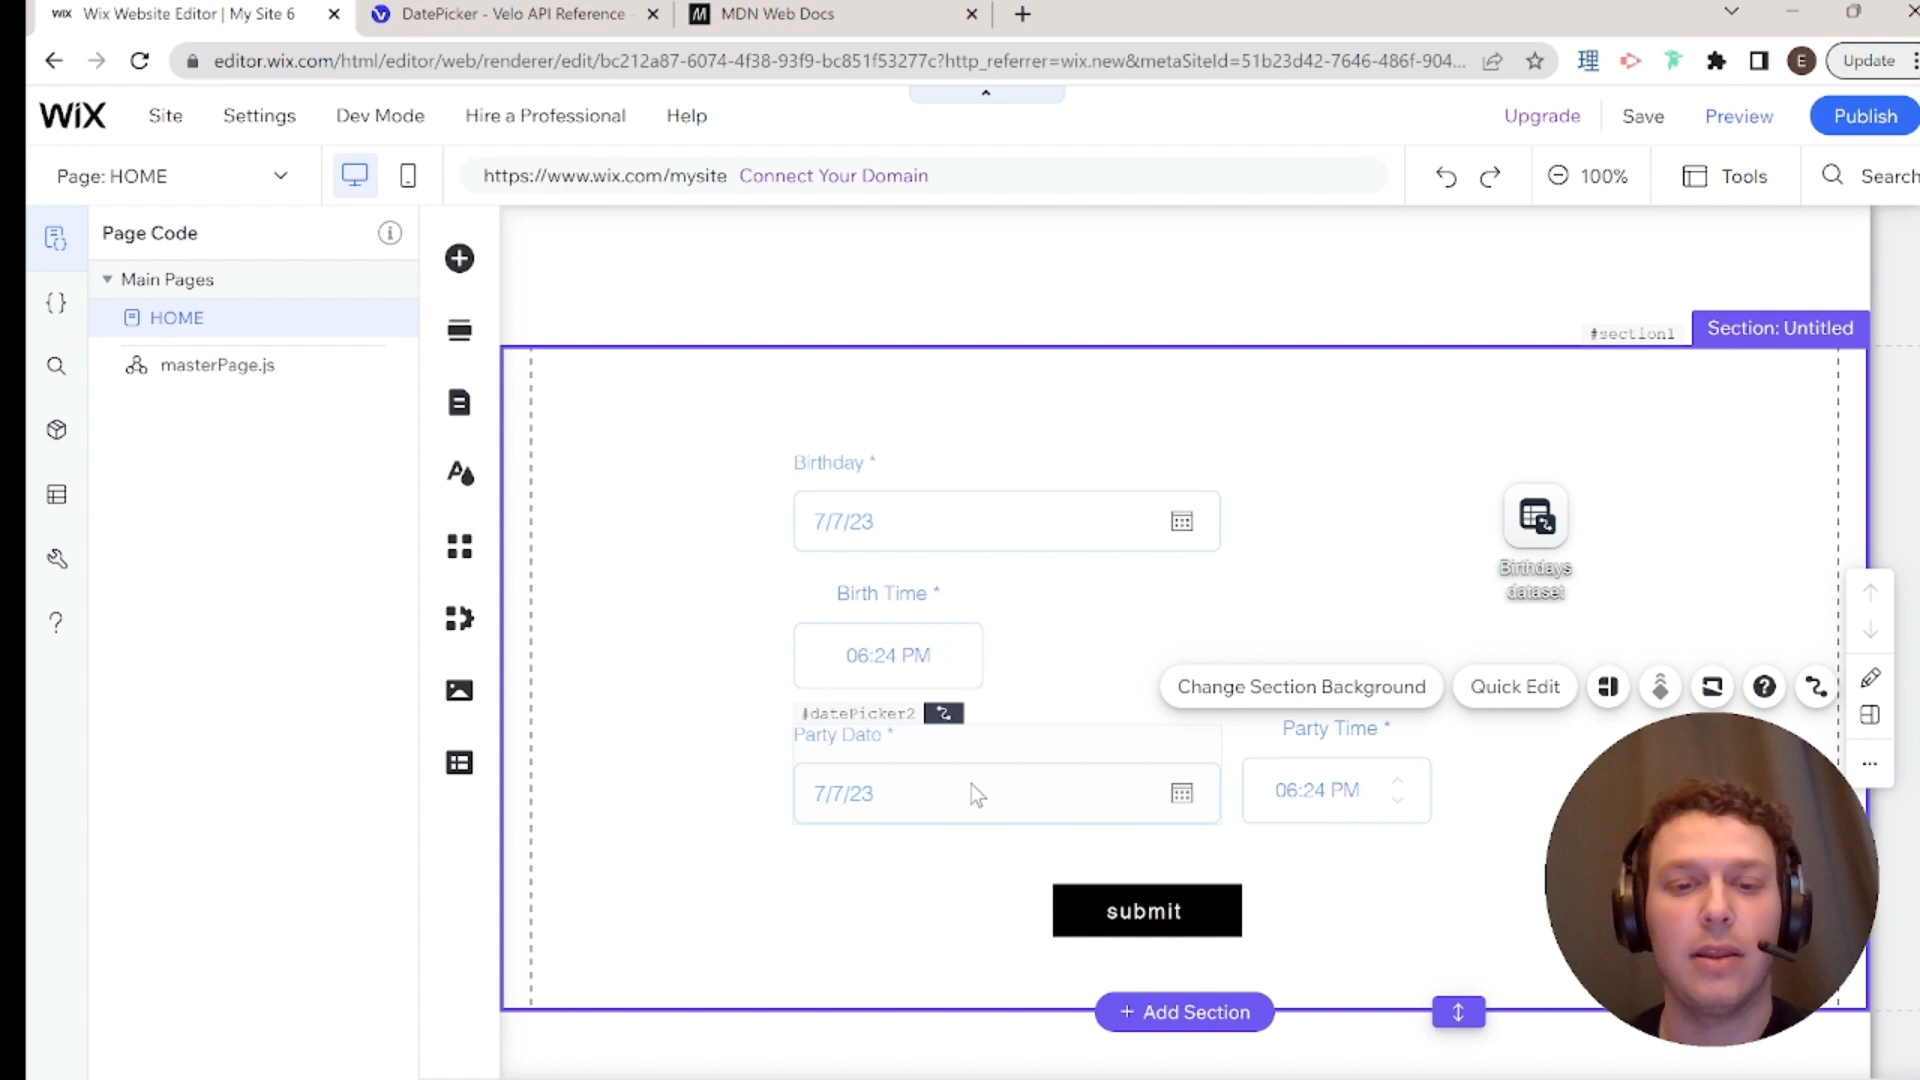 WIX Wix Website Editor | My Site 6
DatePicker - Velo API Reference
MDN Web Docs
editor.wix.com/html/editor/web/renderer/edit/bc212a87-6074-4f38-93f9-bc851f53277c?http_referrer=wix.new&metaSiteId=51b23d42-7646-486f-904...
理
E
Update
WiX
Site
Settings
Dev Mode
Hire a Professional
Help
Upgrade
Save
Preview
Publish
Page: HOME
https://www.wix.com/mysite Connect Your Domain
100%
Tools
Search
Page Code
Main Pages
HOME
masterPage.js
#section1
Section: Untitled
Birthday *
7/7/23
Birthdays
dataset
Birth Time *
06:24 PM
Change Section Background
Quick Edit
#datePicker2
Party Date *
Party Time *
7/7/23
06:24 PM
submit
+ Add Section